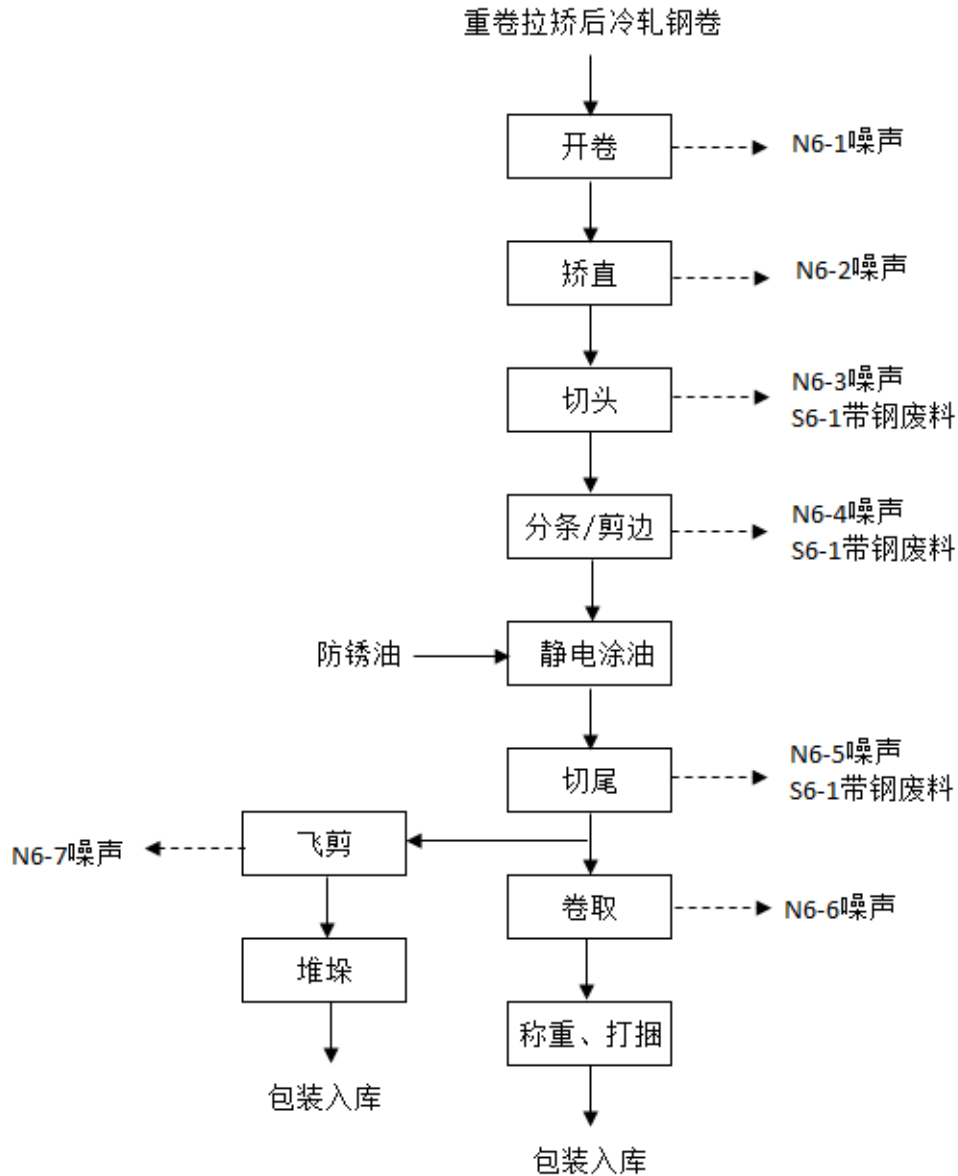 重卷拉矫后冷轧钢卷
开卷
N6-1噪声
矫直
N6-2噪声
切头
N6-3噪声
S6-1带钢废料
分条/剪边
N6-4噪声
S6-1带钢废料
防锈油
静电涂油
切尾
N6-5噪声
S6-1带钢废料
N6-7噪声
飞剪
卷取
N6-6噪声
堆垛
称重、打捆
包装入库
包装入库